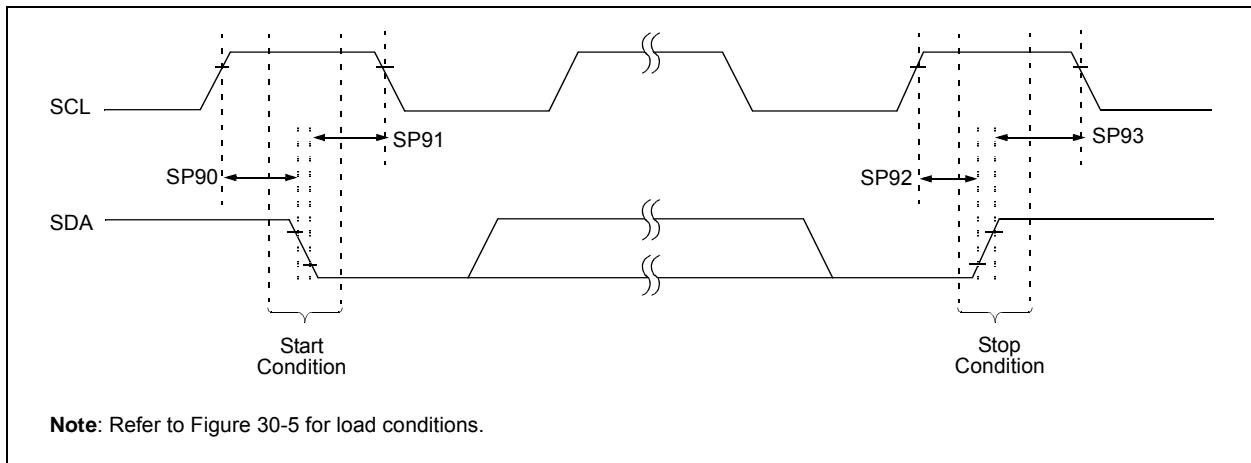 SCL
SP91
SP93
SP90
SP92
SDA
Start
Condition
Stop
Condition
Note: Refer to Figure 30-5 for load conditions.